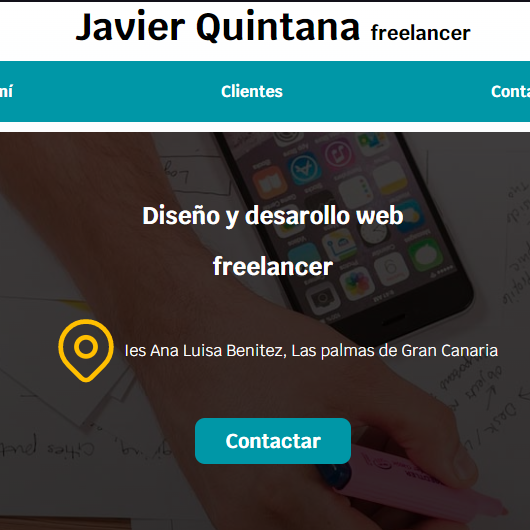 Javier Quintana freelancer
mí Clientes Conta
Diseño y desarollo web
freelancer
Ies Ana Luisa Benitez, Las palmas de Gran Canaria
Contactar